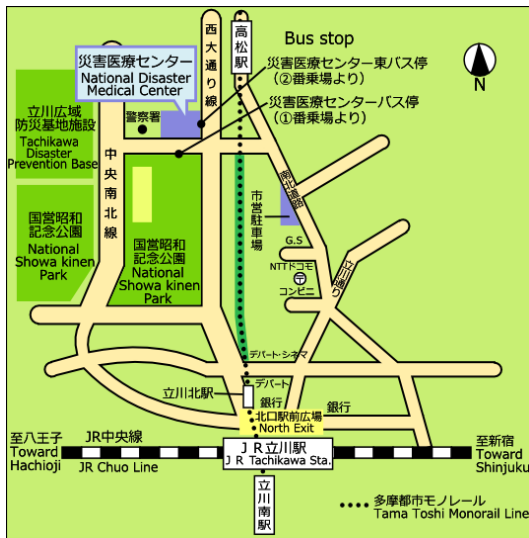 西大通り線
高松駅
Bus stop
災害医療センター
National Disaster
Medical Center
災害医療センター東バス停
(②番乗場より)
災害医療センターバス停
(①番乗場より)
N
立川広域
防災基地施設
Tachikawa
Disaster
Prevention Base
警察署
中央南北線
南北道路
市営駐車場
国営昭和
記念公園
National
Showa kinen
Park
国営昭和
記念公園
National
Showa kinen
Park
G.S
NTTドコモ
〒
コンビニ
立川通り
デパート・シネマ
デパート
立川北駅
銀行
銀行
北口駅前広場
North Exit
至八王子
Toward
Hachioji
JR中央線
JR Chuo Line
JR立川駅
JR Tachikawa Sta.
至新宿
Toward
Shinjuku
立川南駅
多摩都市モノレール
Tama Toshi Monorail Line